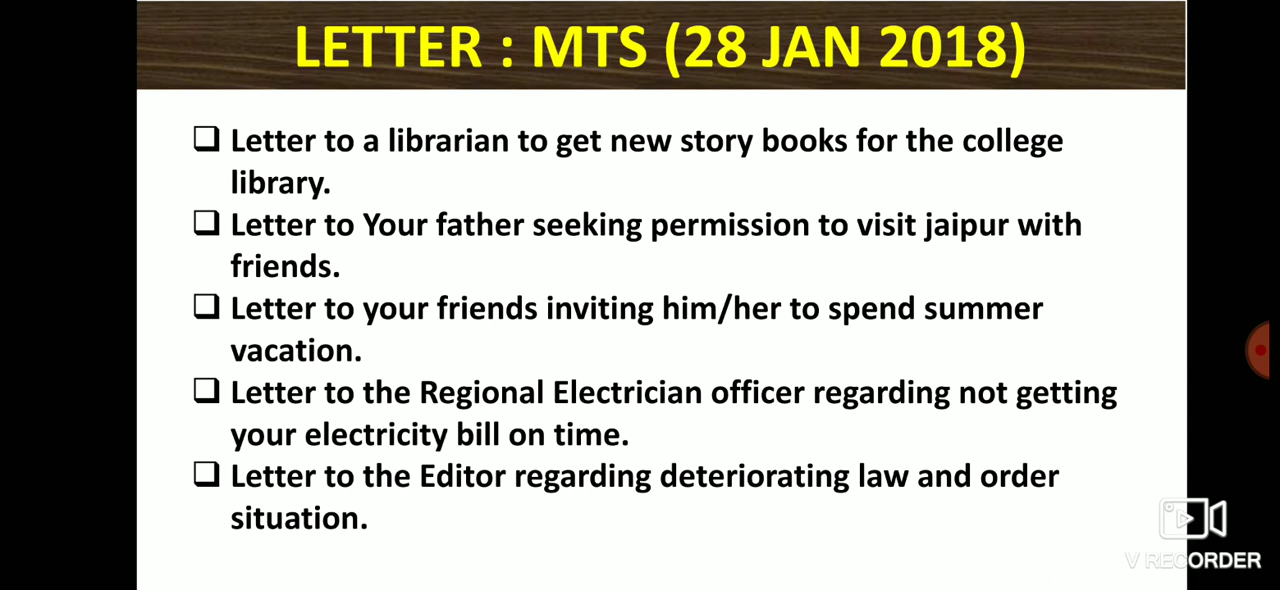 LETTER : MTS (28 JAN 2018)
❑ Letter to a librarian to get new story books for the college
library.
❑ Letter to Your father seeking permission to visit jaipur with
friends.
❑ Letter to your friends inviting him/her to spend summer
vacation.
❑ Letter to the Regional Electrician officer regarding not getting
your electricity bill on time.
❑ Letter to the Editor regarding deteriorating law and order
situation.
V RECORDER